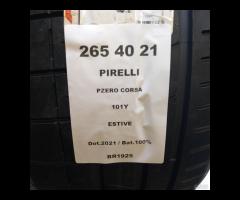 265 40 21
PIRELLI
PZERO CORSA
101Y
ESTIVE
Dot.2021 / Bat.100%
BR1925